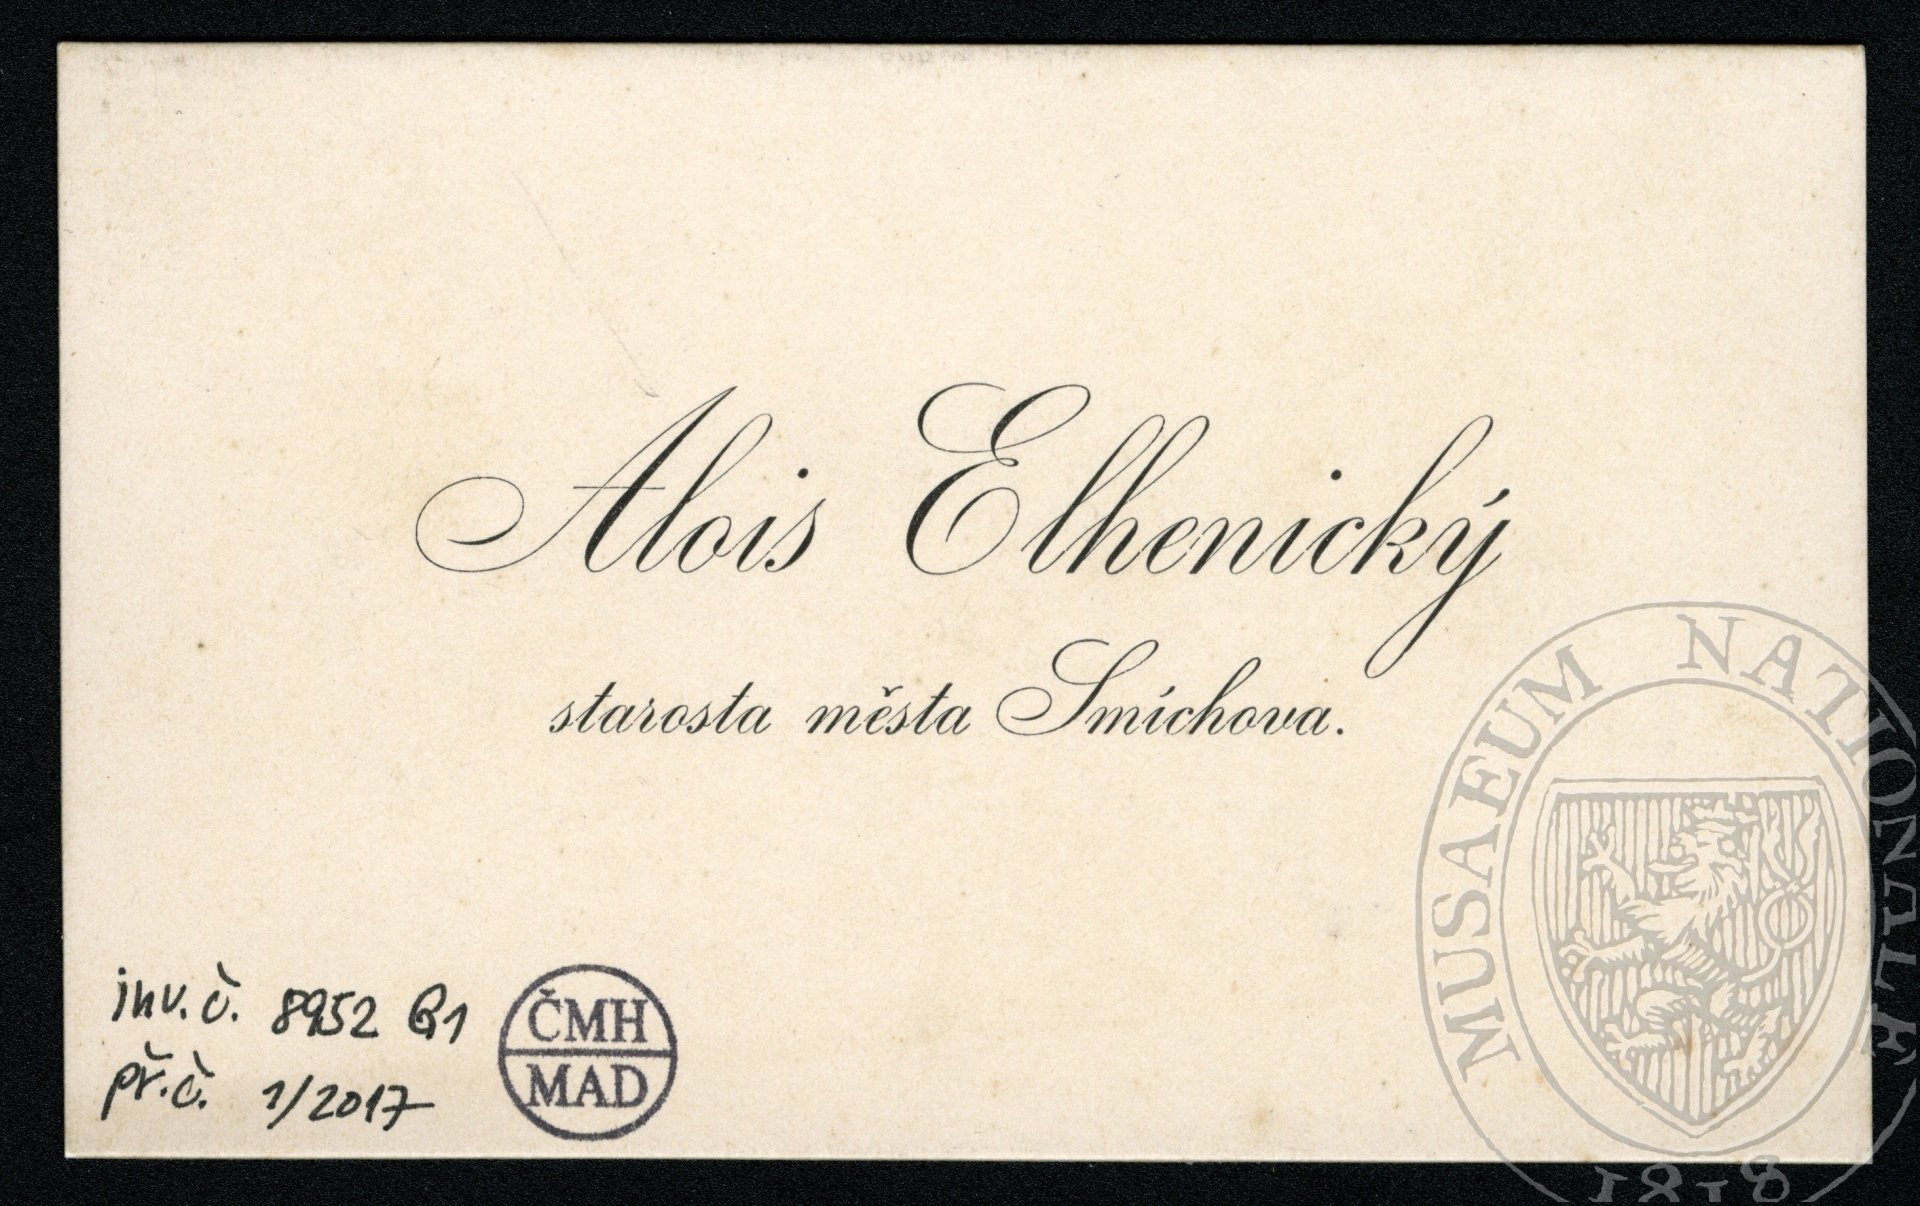 Alois Elhenický
starosta města Smíchova.
inv. č. 8952 G1
př. č. 1/2017
ČMH
MAD
MUSAEUM NATIONALE
1818